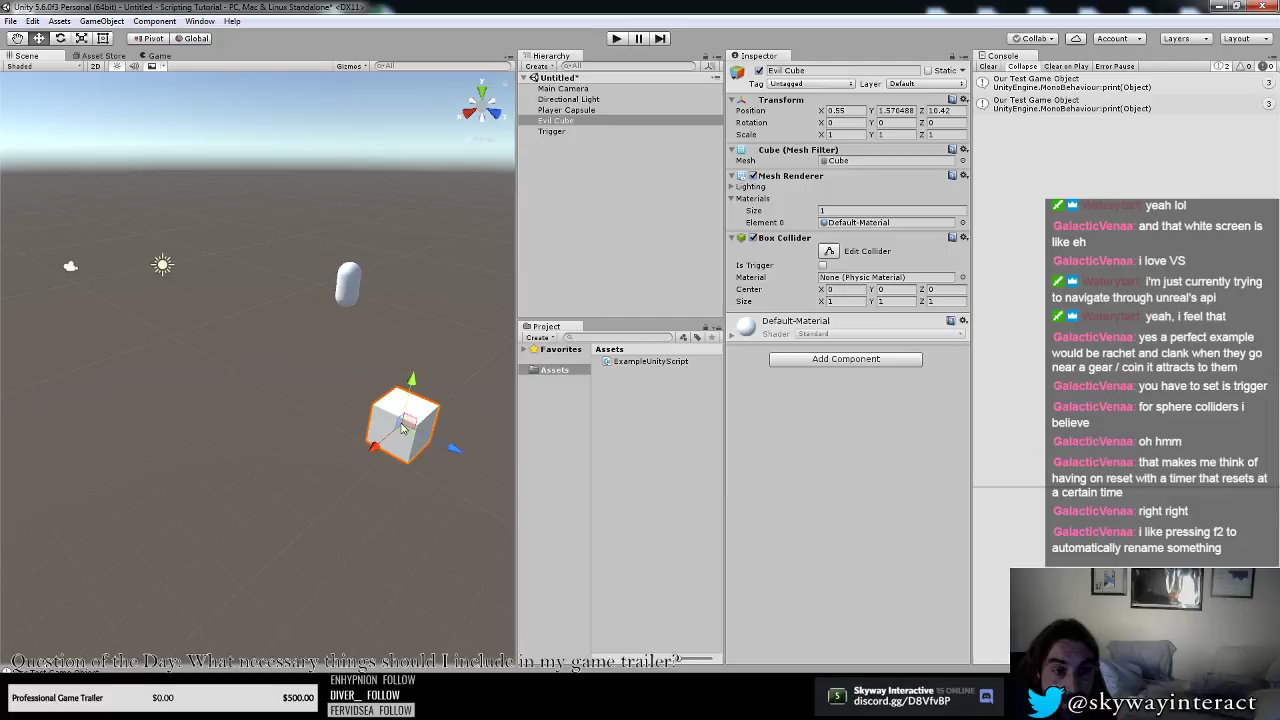 Unity 5.6.0f3 Personal (64bit) - Untitled - Scripting Tutorial - PC, Mac & Linux Standalone* <DX11>
File Edit Assets GameObject Component Window Help
Pivot Global Collab Account Layers Layout
Scene Asset Store Game
Shaded 2D Gizmos All
Hierarchy
Create All
Untitled*
Main Camera
Directional Light
Player Capsule
Evil Cube
Trigger
Project
Create
Favorites
Assets
Assets
ExampleUnityScript
Inspector
Evil Cube Static
Tag Untagged Layer Default
Transform
Position X 0.55 Y 1.570488 Z 10.42
Rotation X 0 Y 0 Z 0
Scale X 1 Y 1 Z 1
Cube (Mesh Filter)
Mesh Cube
Mesh Renderer
Lighting
Materials
Size 1
Element 0 Default-Material
Box Collider
Edit Collider
Is Trigger
Material None (Physic Material)
Center X 0 Y 0 Z 0
Size X 1 Y 1 Z 1
Default-Material
Shader Standard
Add Component
Console
Clear Collapse Clear on Play Error Pause 2 0 0
Our Test Game Object
UnityEngine.MonoBehaviour:print(Object) 3
Our Test Game Object
UnityEngine.MonoBehaviour:print(Object) 3
yeah lol
GalacticVenaa: and that white screen is
like eh
GalacticVenaa: i love VS
i'm just currently trying
to navigate through unreal's api
yeah, i feel that
GalacticVenaa: yes a perfect example
would be rachet and clank when they go
near a gear / coin it attracts to them
GalacticVenaa: you have to set is trigger
GalacticVenaa: for sphere colliders i
believe
GalacticVenaa: oh hmm
GalacticVenaa: that makes me think of
having on reset with a timer that resets at
a certain time
GalacticVenaa: right right
GalacticVenaa: i like pressing f2 to
automatically rename something
Question of the Day: What necessary things should I include in my game trailer?
Professional Game Trailer $0.00 $500.00
ENHYPNION FOLLOW
DIVER_ FOLLOW
FERVIDSEA FOLLOW
Skyway Interactive 15 ONLINE
discord.gg/D8VfvBP
@skywayinteract